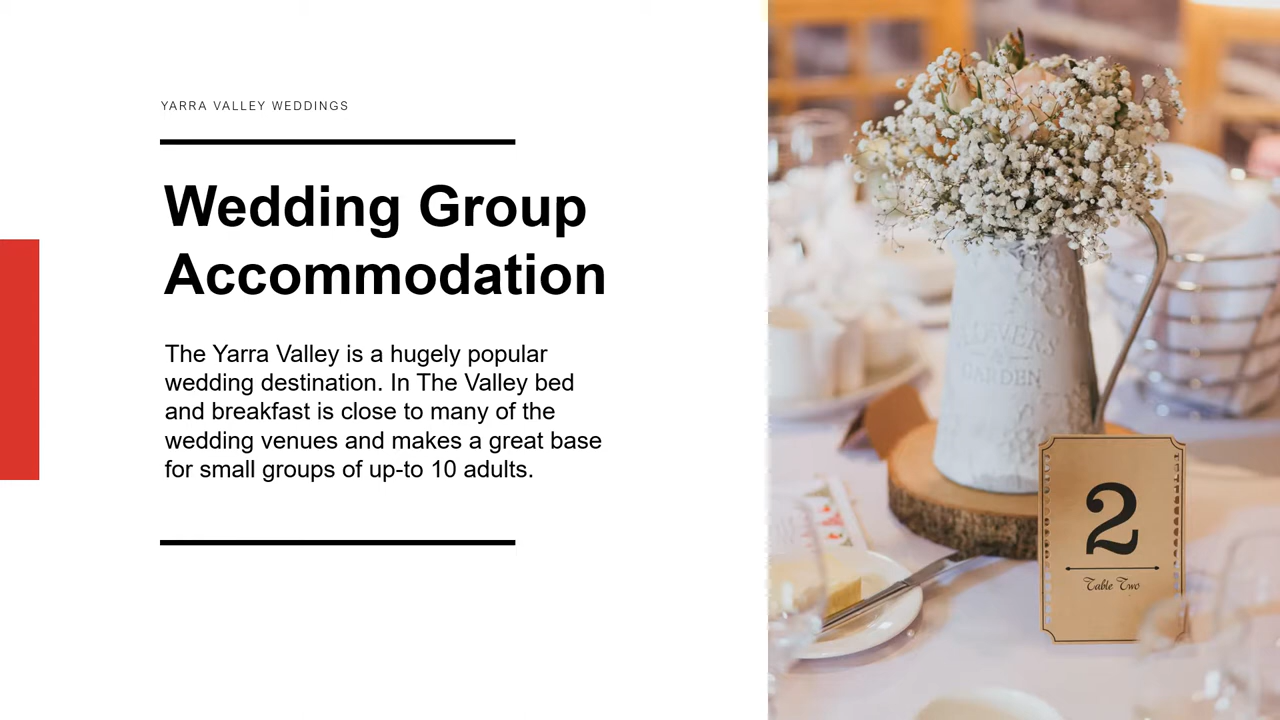 YARRA VALLEY WEDDINGS
Wedding Group
Accommodation
The Yarra Valley is a hugely popular
wedding destination. In The Valley bed
and breakfast is close to many of the
wedding venues and makes a great base
for small groups of up-to 10 adults.
FLOWERS
&
GARDEN
2
Table Two